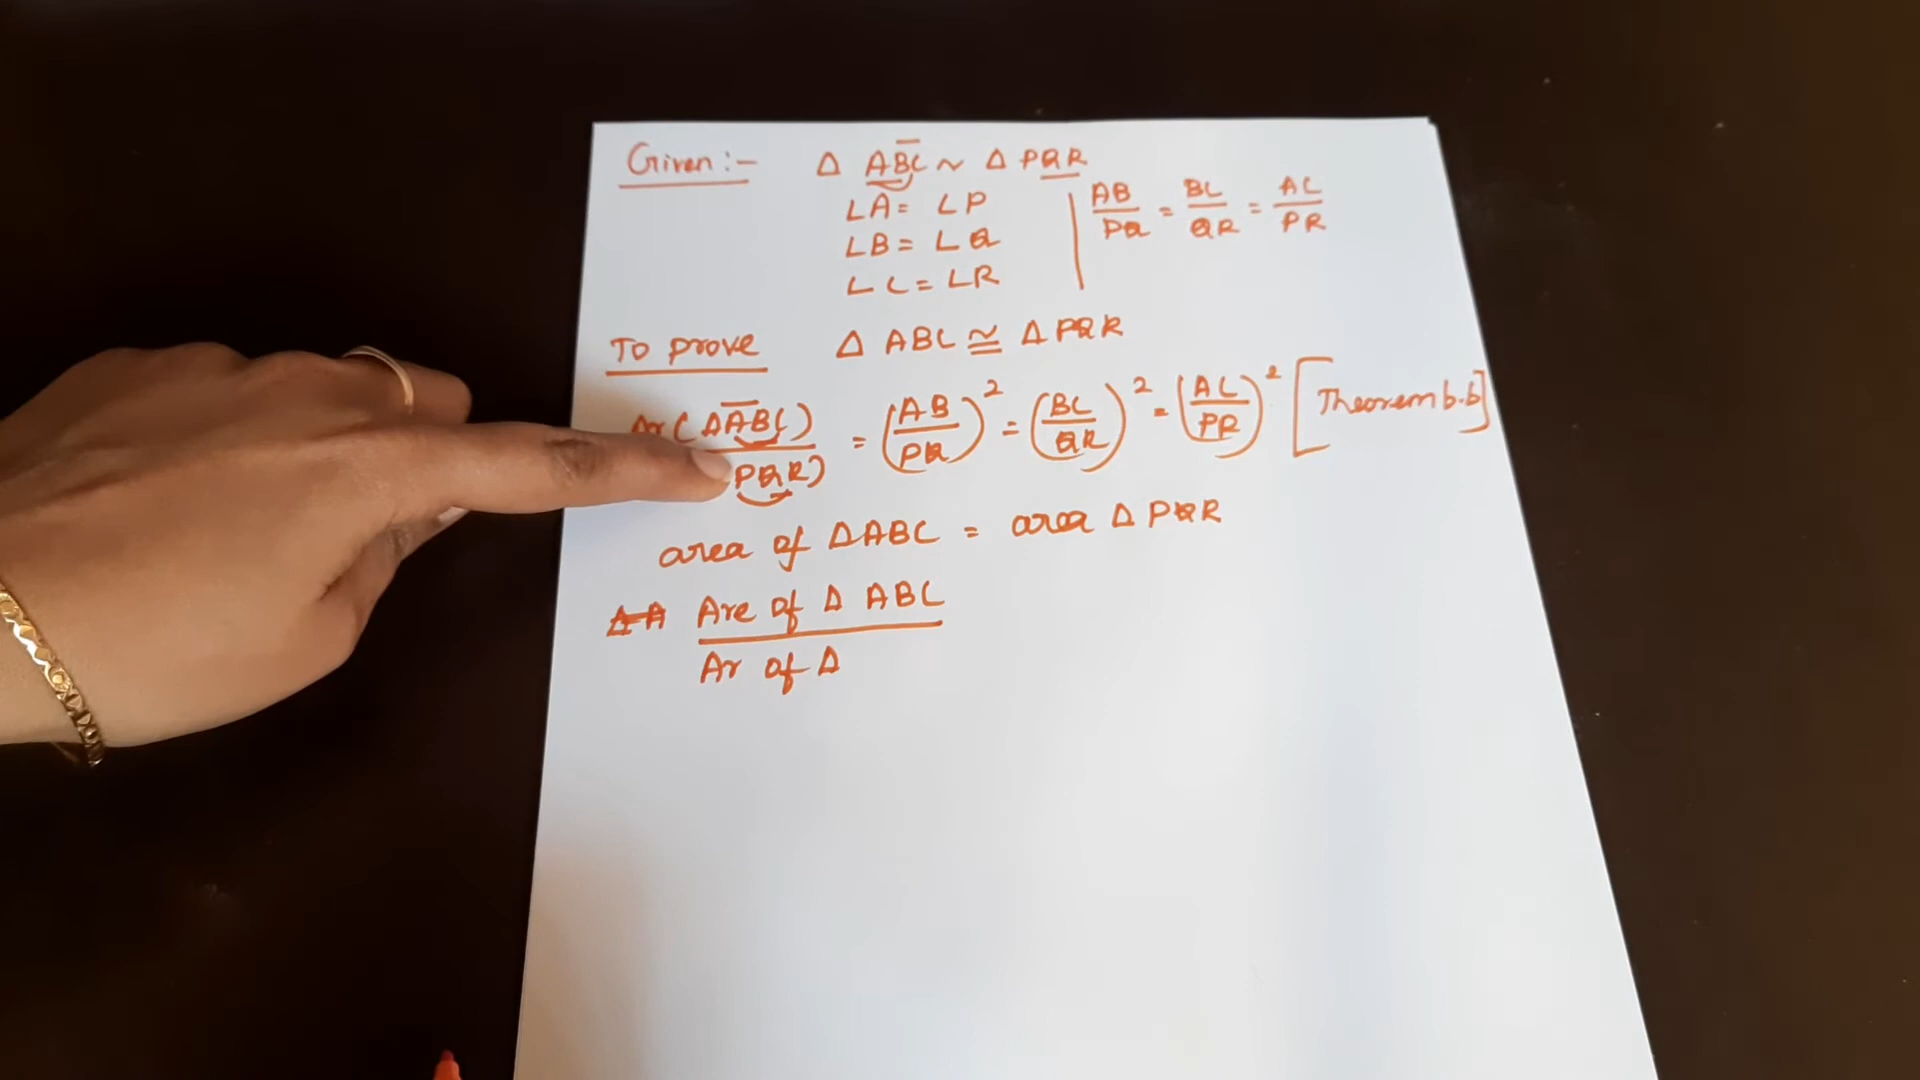 Given :- Δ ABC ~ Δ PQR
∠A = ∠P
∠B = ∠Q
∠C = ∠R
AB/PQ = BC/QR = AC/PR
To prove Δ ABC ≅ Δ PQR
Ar (ΔABC)/PQR) = (AB/PQ)² = (BC/QR)² = (AC/PR)² [Theorem 6.6]
area of ΔABC = area Δ PQR
Are of Δ ABC
Ar of Δ